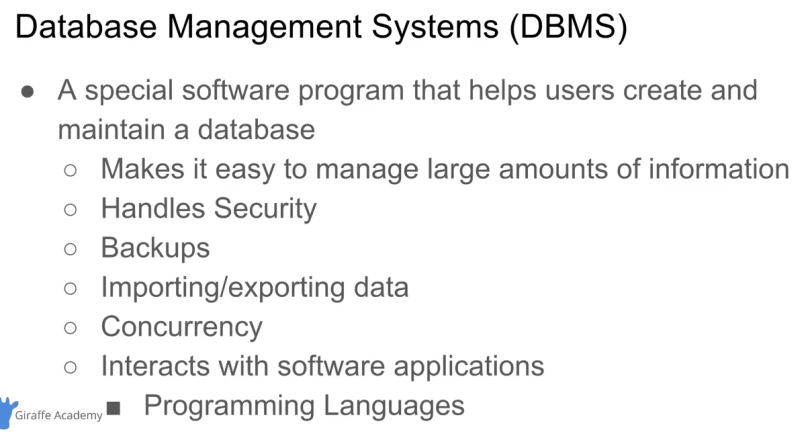 Database Management Systems (DBMS)
● A special software program that helps users create and
maintain a database
○ Makes it easy to manage large amounts of information
○ Handles Security
○ Backups
○ Importing/exporting data
○ Concurrency
○ Interacts with software applications
■ Programming Languages
Giraffe Academy